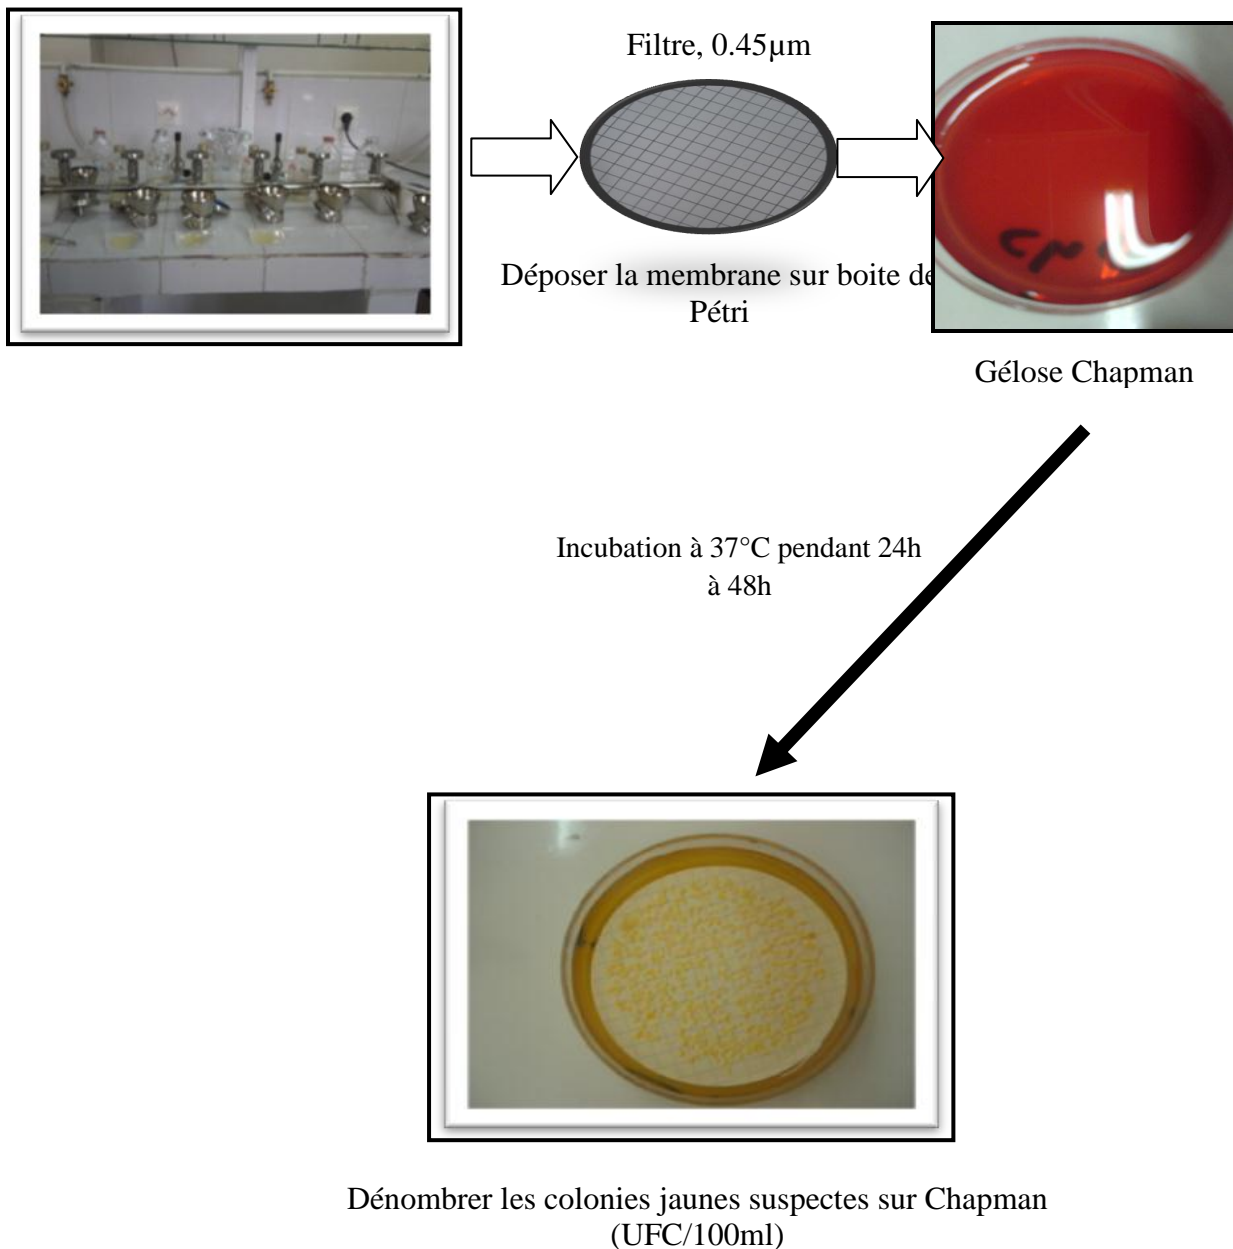 Filtre, 0.45µm
Déposer la membrane sur boite de
Pétri
Gélose Chapman
Incubation à 37°C pendant 24h
à 48h
Dénombrer les colonies jaunes suspectes sur Chapman
(UFC/100ml)